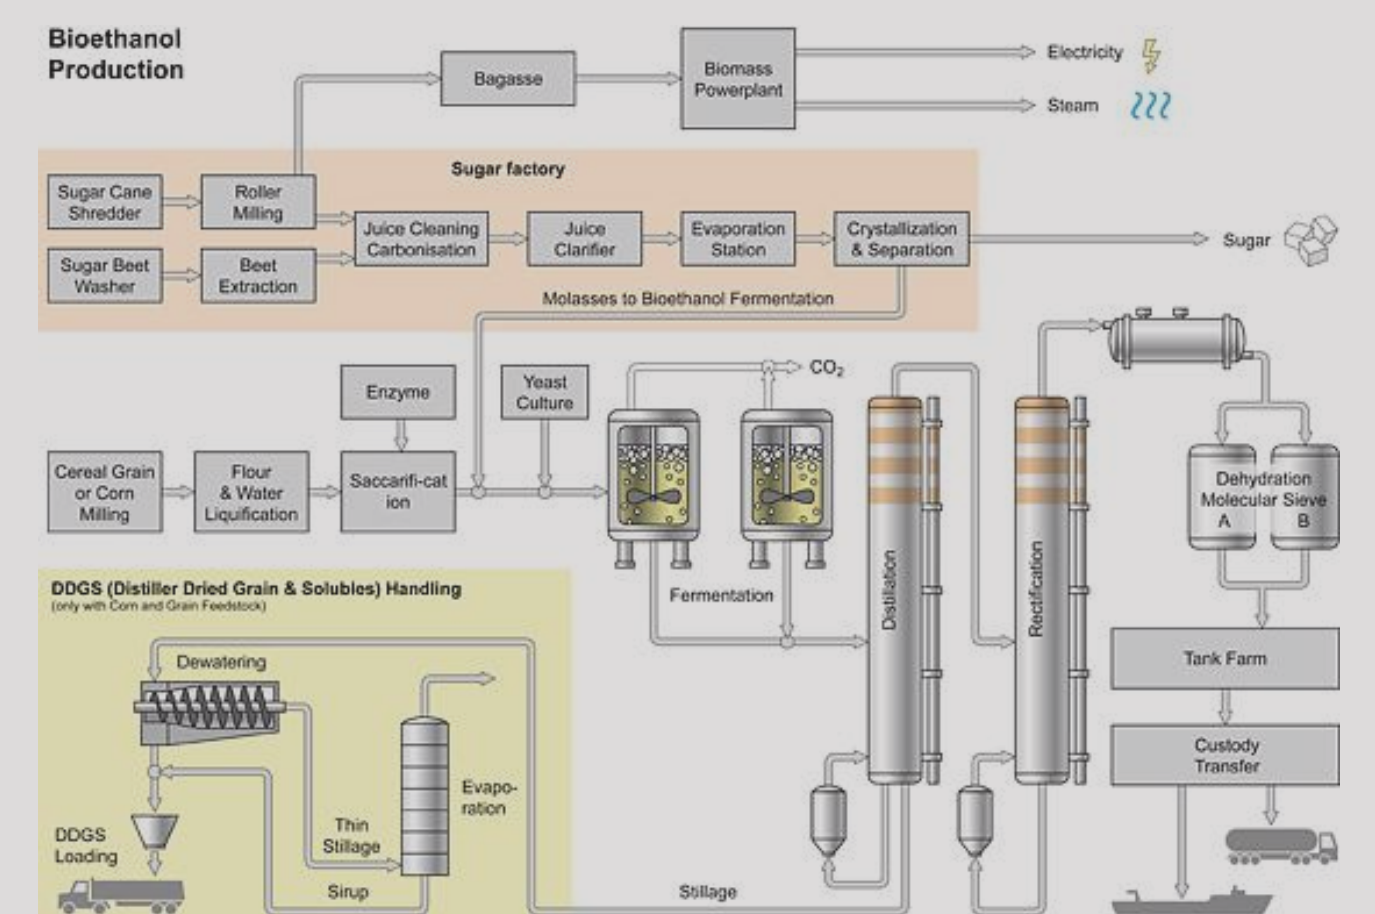 Bioethanol
Production
Bagasse
Biomass
Powerplant
Electricity
Steam
Sugar factory
Sugar Cane
Shredder
Roller
Milling
Sugar Beet
Washer
Beet
Extraction
Juice Cleaning
Carbonisation
Juice
Clarifier
Evaporation
Station
Crystallization
& Separation
Sugar
Molasses to Bioethanol Fermentation
Enzyme
Yeast
Culture
CO₂
Cereal Grain
or Corn
Milling
Flour
& Water
Liquification
Saccarifi-cat
ion
Fermentation
Distillation
Rectification
Dehydration
Molecular Sieve
A B
Tank Farm
Custody
Transfer
DDGS (Distiller Dried Grain & Solubles) Handling
(only with Corn and Grain Feedstock)
Dewatering
Evapo-
ration
Thin
Stillage
DDGS
Loading
Sirup
Stillage